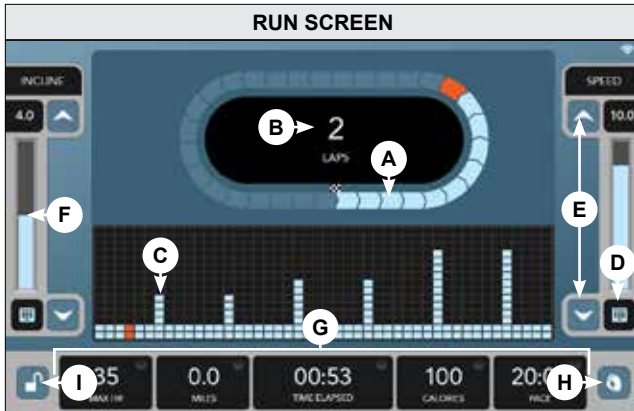 RUN SCREEN
INCLINE
SPEED
4.0
10.0
B
2
LAPS
A
E
F
D
C
G
I
35
0.0
00:53
100
20:0
H
MAX HR
MILES
TIME ELAPSED
CALORIES
PACE